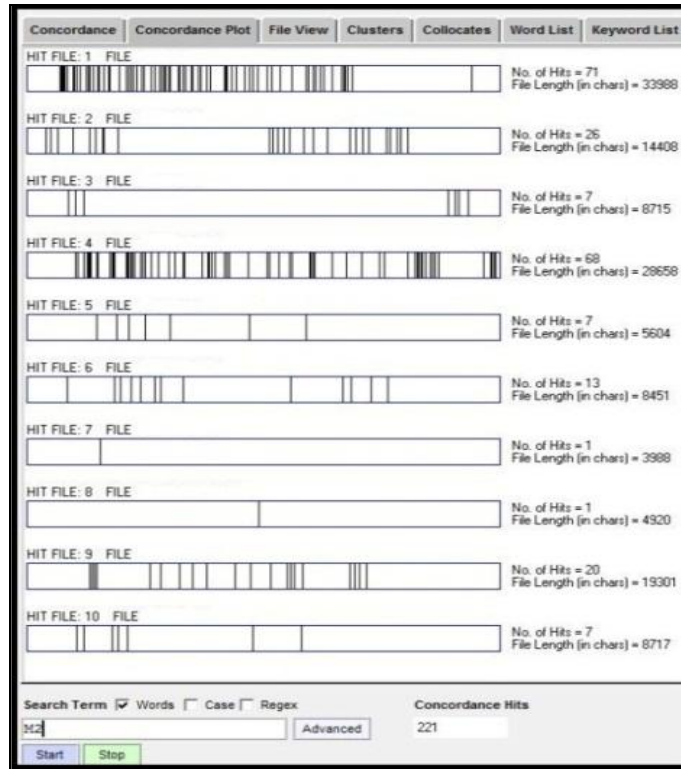 Concordance Concordance Plot File View Clusters Collocates Word List Keyword List
HIT FILE: 1 FILE
No. of Hits = 71
File Length (in chars) = 33988
HIT FILE: 2 FILE
No. of Hits = 26
File Length (in chars) = 14408
HIT FILE: 3 FILE
No. of Hits = 7
File Length (in chars) = 8715
HIT FILE: 4 FILE
No. of Hits = 68
File Length (in chars) = 28658
HIT FILE: 5 FILE
No. of Hits = 7
File Length (in chars) = 5604
HIT FILE: 6 FILE
No. of Hits = 13
File Length (in chars) = 8451
HIT FILE: 7 FILE
No. of Hits = 1
File Length (in chars) = 3988
HIT FILE: 8 FILE
No. of Hits = 1
File Length (in chars) = 4920
HIT FILE: 9 FILE
No. of Hits = 20
File Length (in chars) = 19301
HIT FILE: 10 FILE
No. of Hits = 7
File Length (in chars) = 8717
Search Term Words Case Regex Concordance Hits
M2 Advanced 221
Start Stop